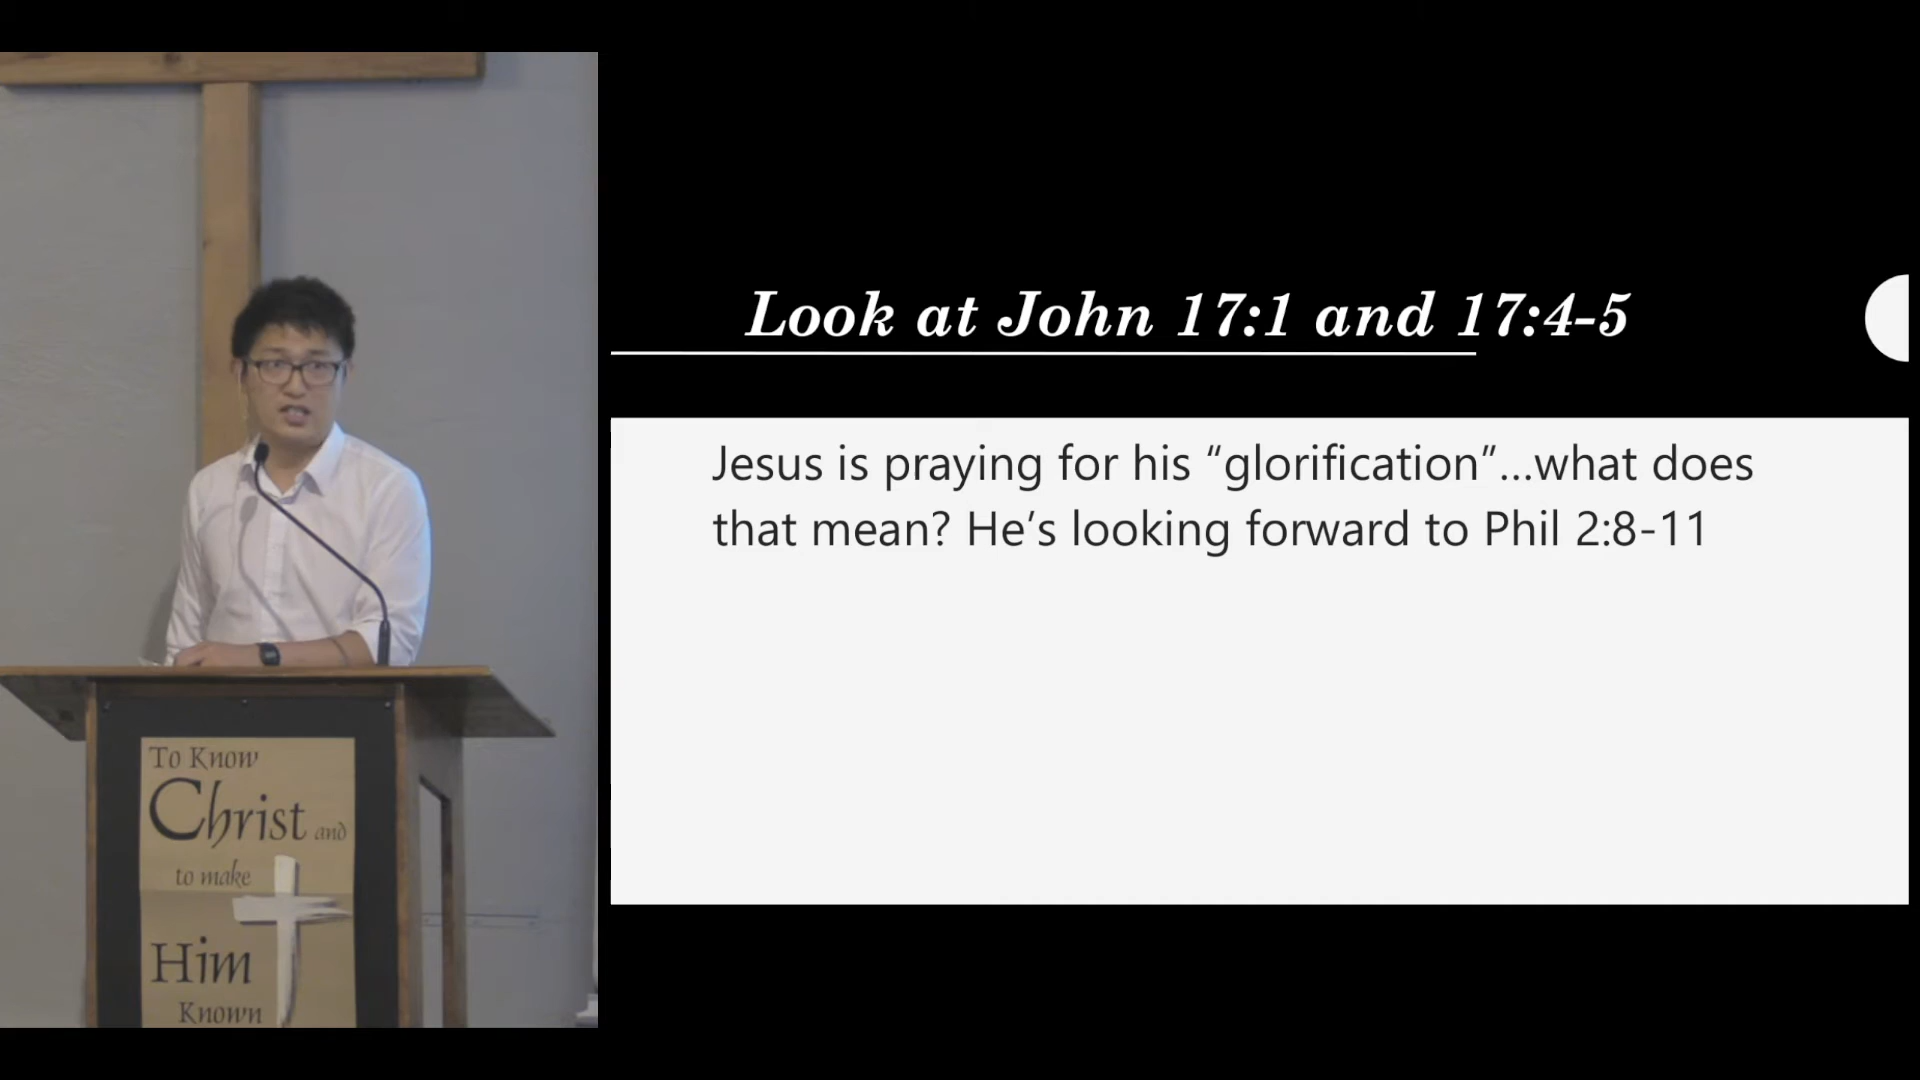 Look at John 17:1 and 17:4-5
Jesus is praying for his “glorification”...what does
that mean? He’s looking forward to Phil 2:8-11
To Know
Christ and
to make
Him
Known